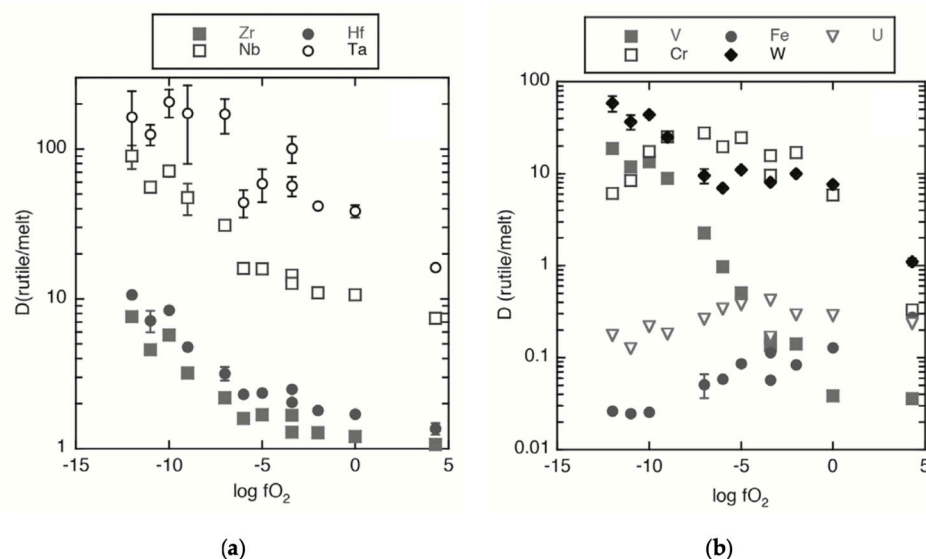 Zr Hf
Nb Ta
100
10
1
-15 -10 -5 0 5
D(rutile/melt)
log fO₂
(a)
V Fe U
Cr W
100
10
1
0.1
0.01
-15 -10 -5 0 5
D (rutile/melt)
log fO₂
(b)